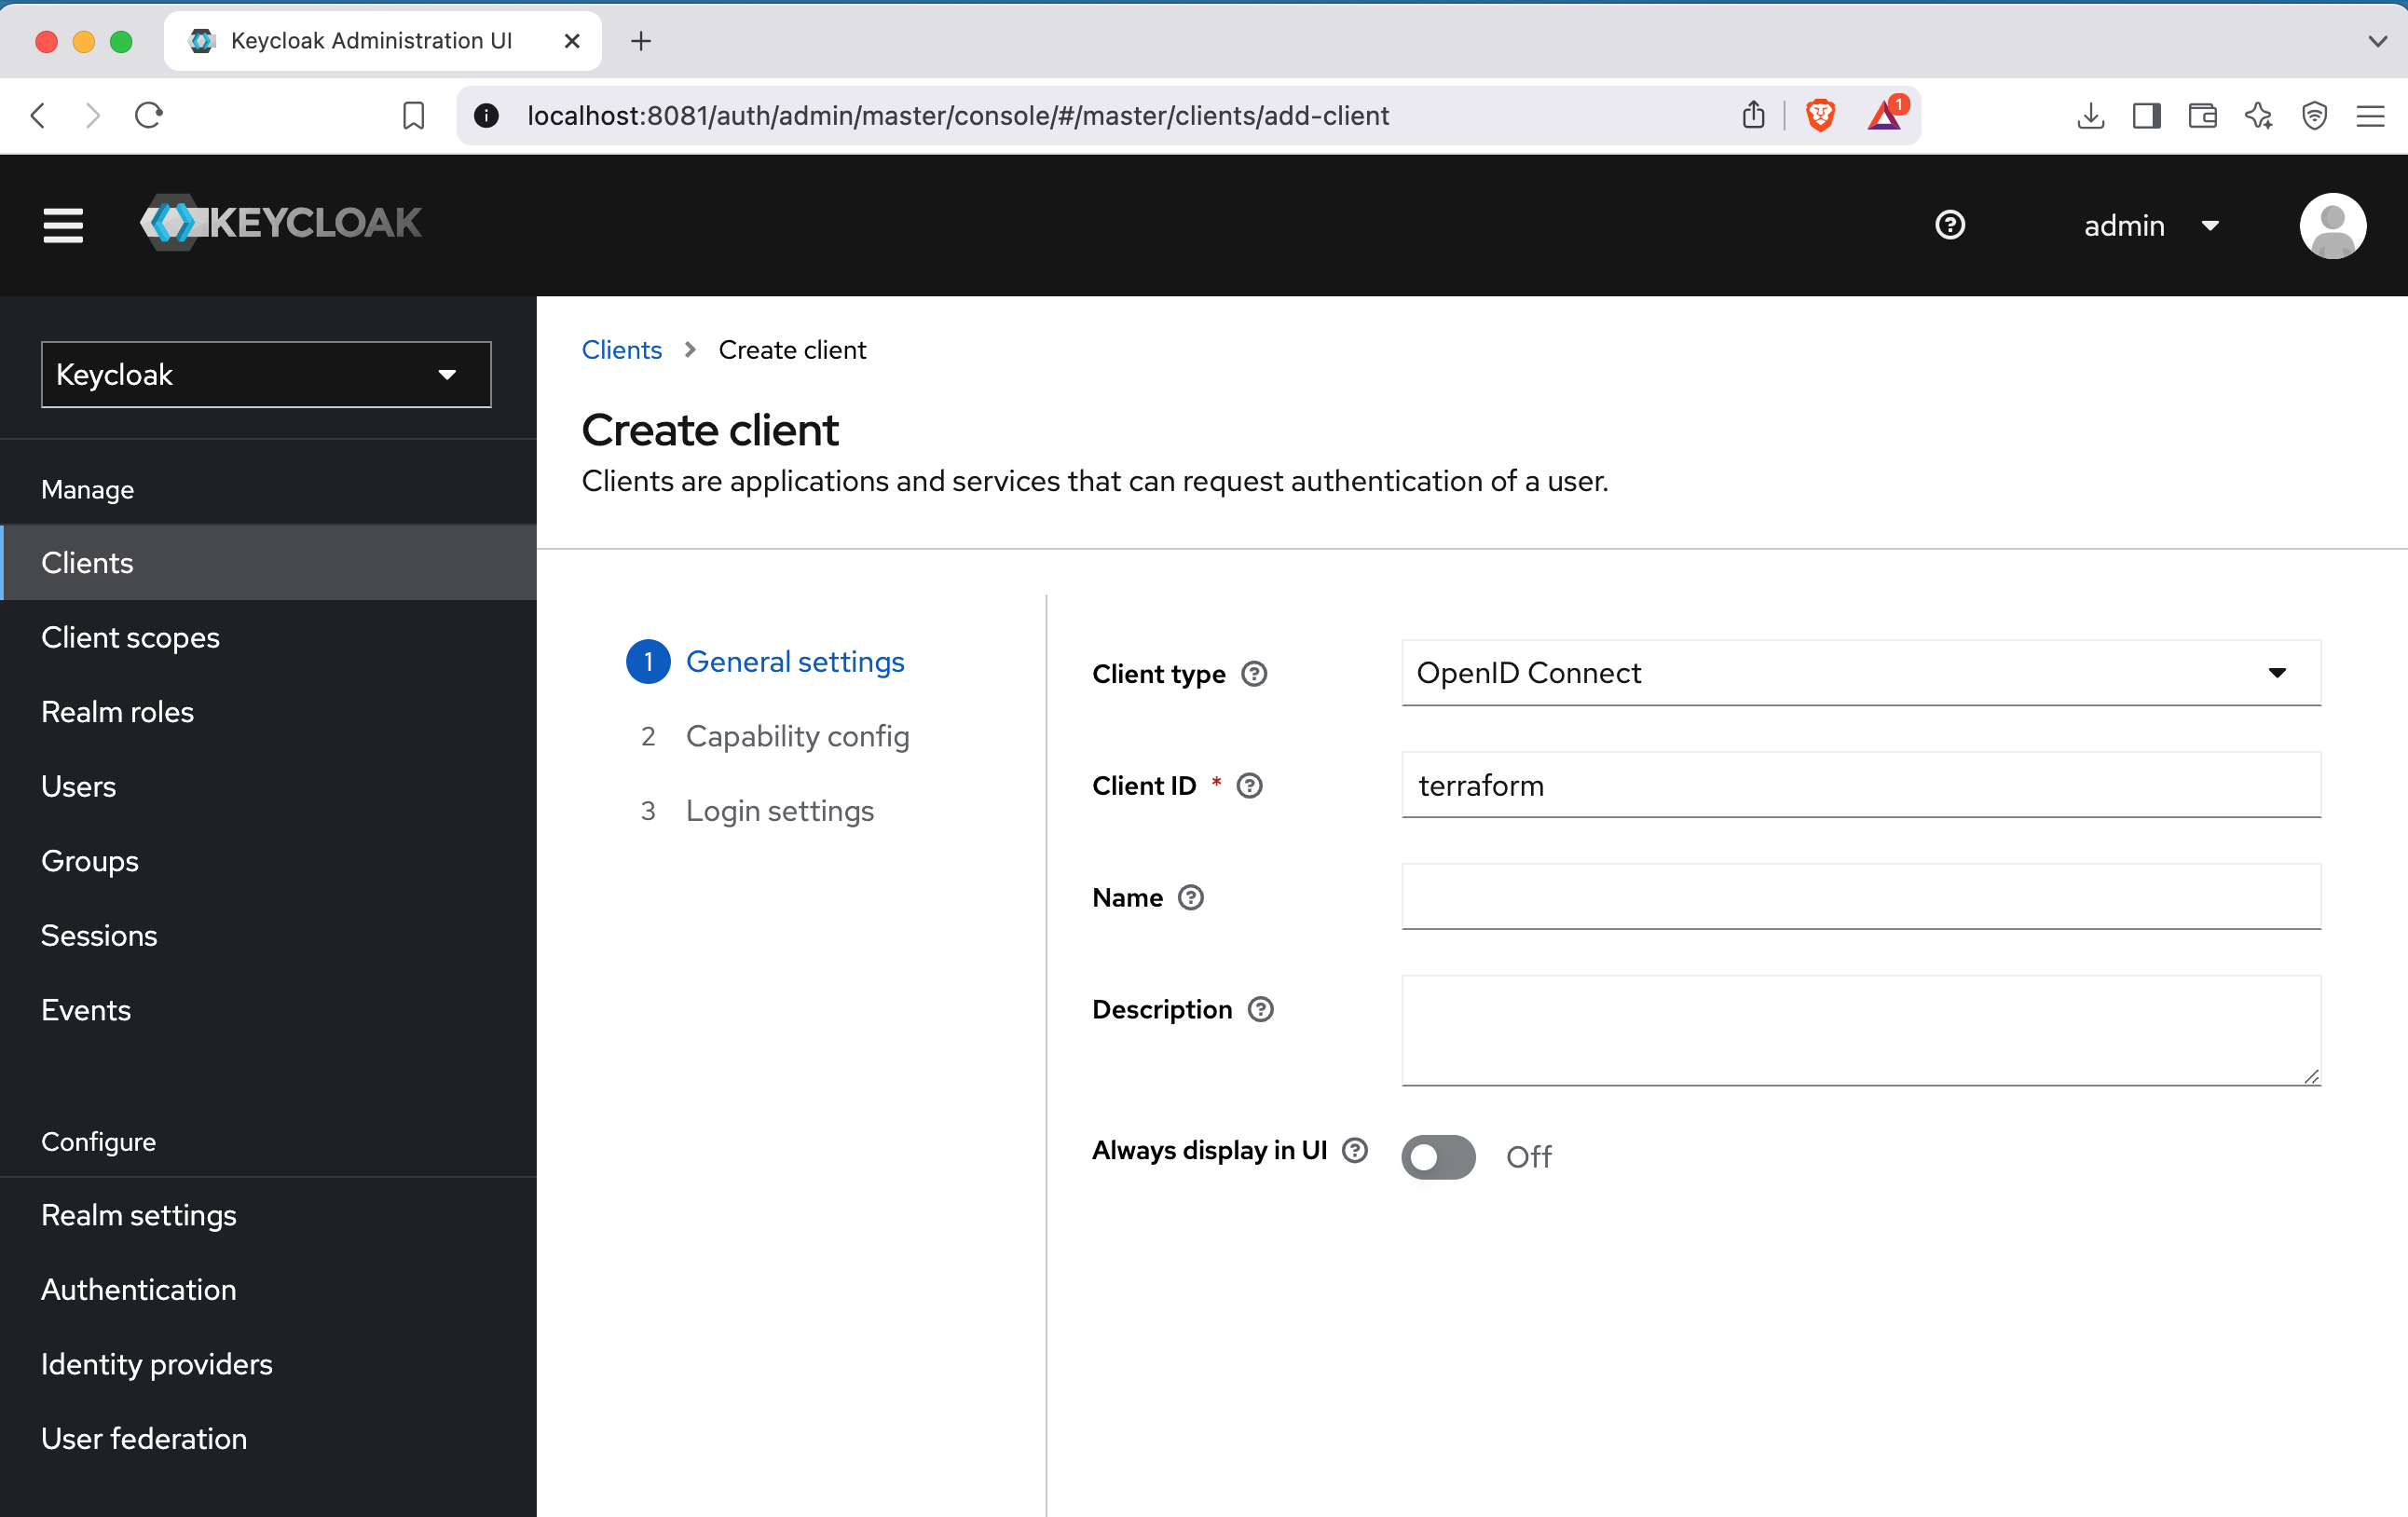 Keycloak Administration UI
localhost:8081/auth/admin/master/console/#/master/clients/add-client
1
KEYCLOAK
admin
Keycloak
Manage
Clients
Client scopes
Realm roles
Users
Groups
Sessions
Events
Configure
Realm settings
Authentication
Identity providers
User federation
Clients > Create client
Create client
Clients are applications and services that can request authentication of a user.
1 General settings
2 Capability config
3 Login settings
Client type OpenID Connect
Client ID * terraform
Name
Description
Always display in UI Off